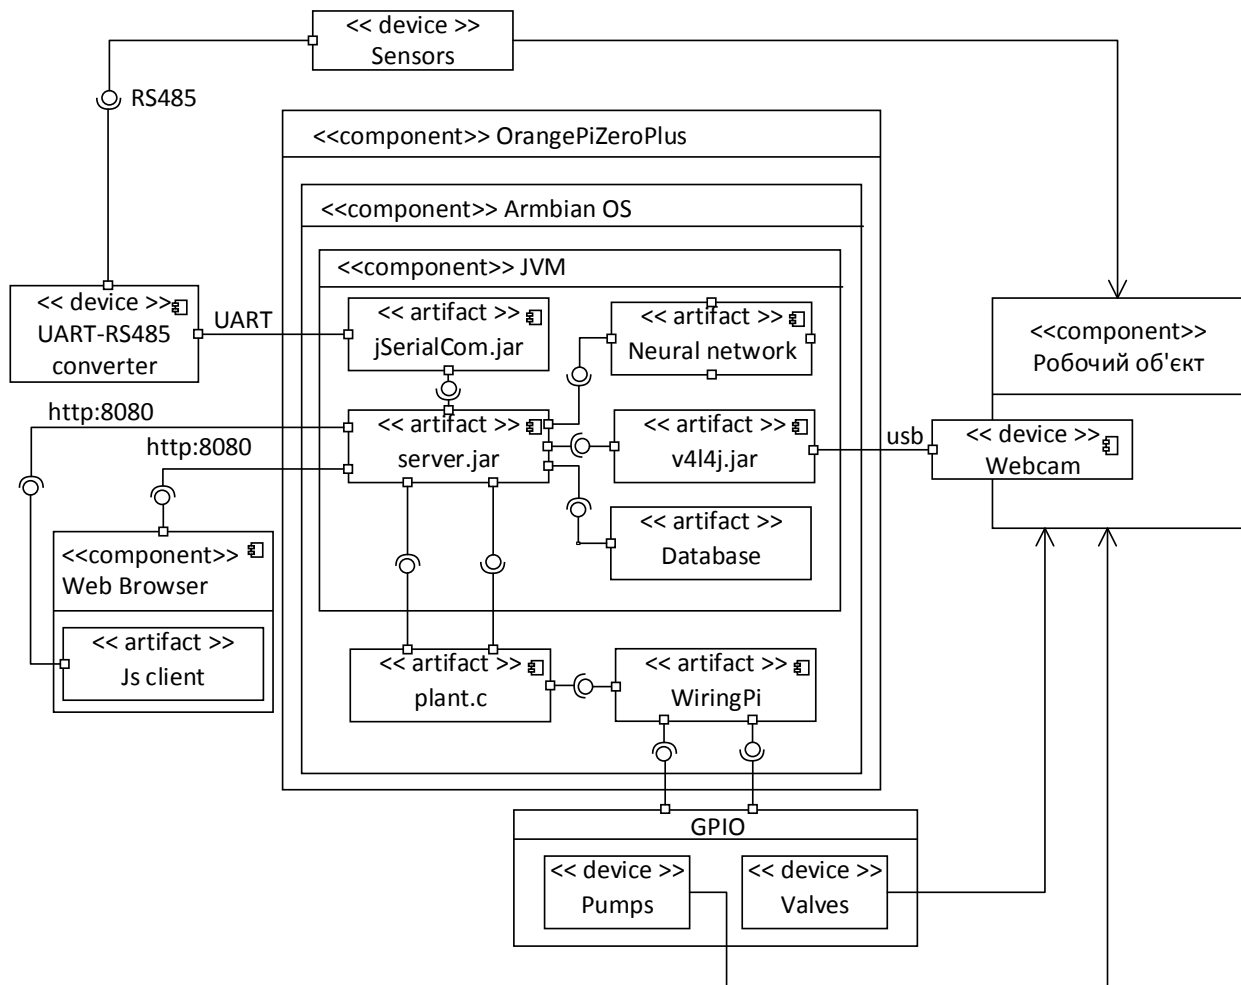 << device >>
Sensors
RS485
<<component>> OrangePiZeroPlus
<<component>> Armbian OS
<<component>> JVM
<< device >>
UART-RS485
converter
UART
<< artifact >>
jSerialCom.jar
<< artifact >>
Neural network
<<component>>
Робочий об'єкт
http:8080
http:8080
<< artifact >>
server.jar
<< artifact >>
v4l4j.jar
usb
<< device >>
Webcam
<< artifact >>
Database
<<component>>
Web Browser
<< artifact >>
Js client
<< artifact >>
plant.c
<< artifact >>
WiringPi
GPIO
<< device >>
Pumps
<< device >>
Valves